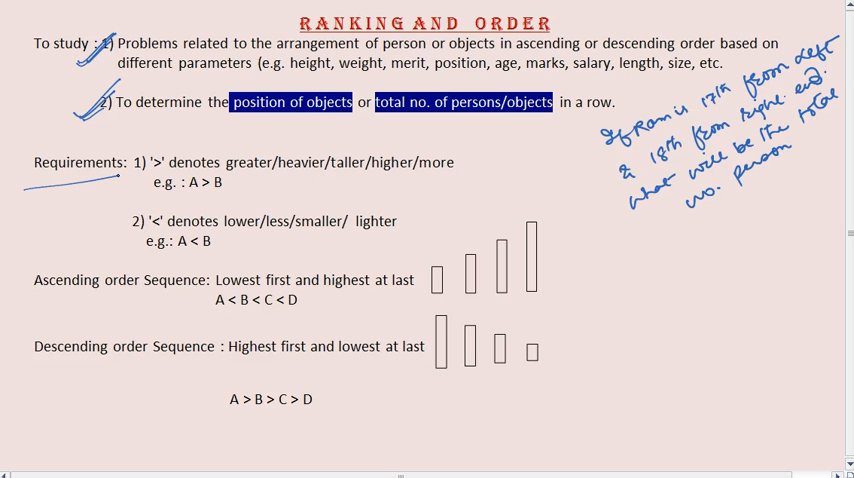 RANKING AND ORDER
To study : 1) Problems related to the arrangement of person or objects in ascending or descending order based on
different parameters (e.g. height, weight, merit, position, age, marks, salary, length, size, etc.
2) To determine the position of objects or total no. of persons/objects in a row.
If Ram is 17th from left
& 18th from right end.
what will be the total
no. person
Requirements: 1) '>' denotes greater/heavier/taller/higher/more
e.g. : A > B
2) '<' denotes lower/less/smaller/ lighter
e.g.: A < B
Ascending order Sequence: Lowest first and highest at last
A < B < C < D
Descending order Sequence : Highest first and lowest at last
A > B > C > D